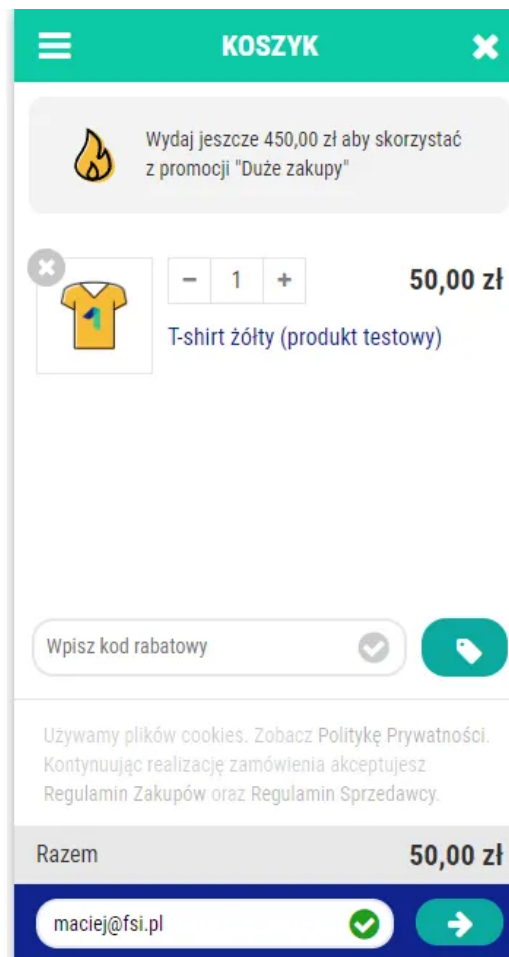 KOSZYK
Wydaj jeszcze 450,00 zł aby skorzystać
z promocji "Duże zakupy"
1
50,00 zł
T-shirt żółty (produkt testowy)
Wpisz kod rabatowy
Używamy plików cookies. Zobacz Politykę Prywatności.
Kontynuując realizację zamówienia akceptujesz
Regulamin Zakupów oraz Regulamin Sprzedawcy.
Razem
50,00 zł
maciej@fsi.pl